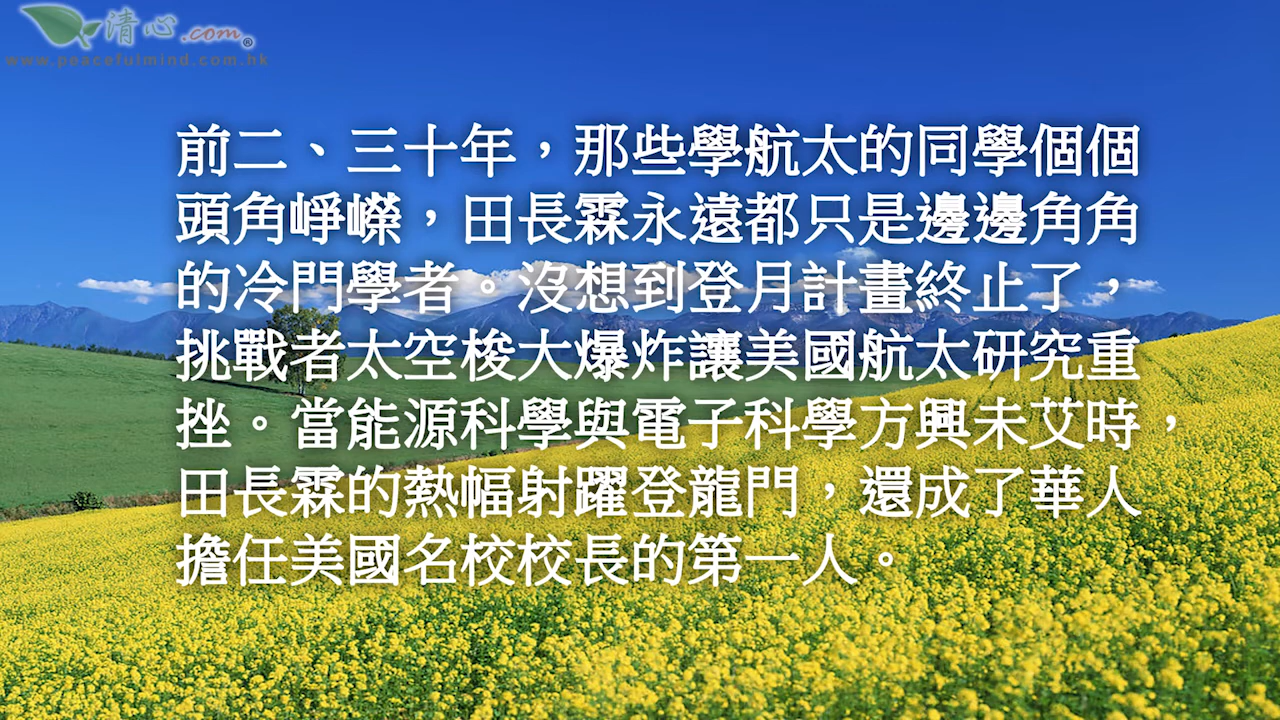 清心.com®
www.peacefulmind.com.hk
前二、三十年，那些學航太的同學個個
頭角崢嶸，田長霖永遠都只是邊邊角角
的冷門學者。沒想到登月計畫終止了，
挑戰者太空梭大爆炸讓美國航太研究重
挫。當能源科學與電子科學方興未艾時，
田長霖的熱幅射躍登龍門，還成了華人
擔任美國名校校長的第一人。